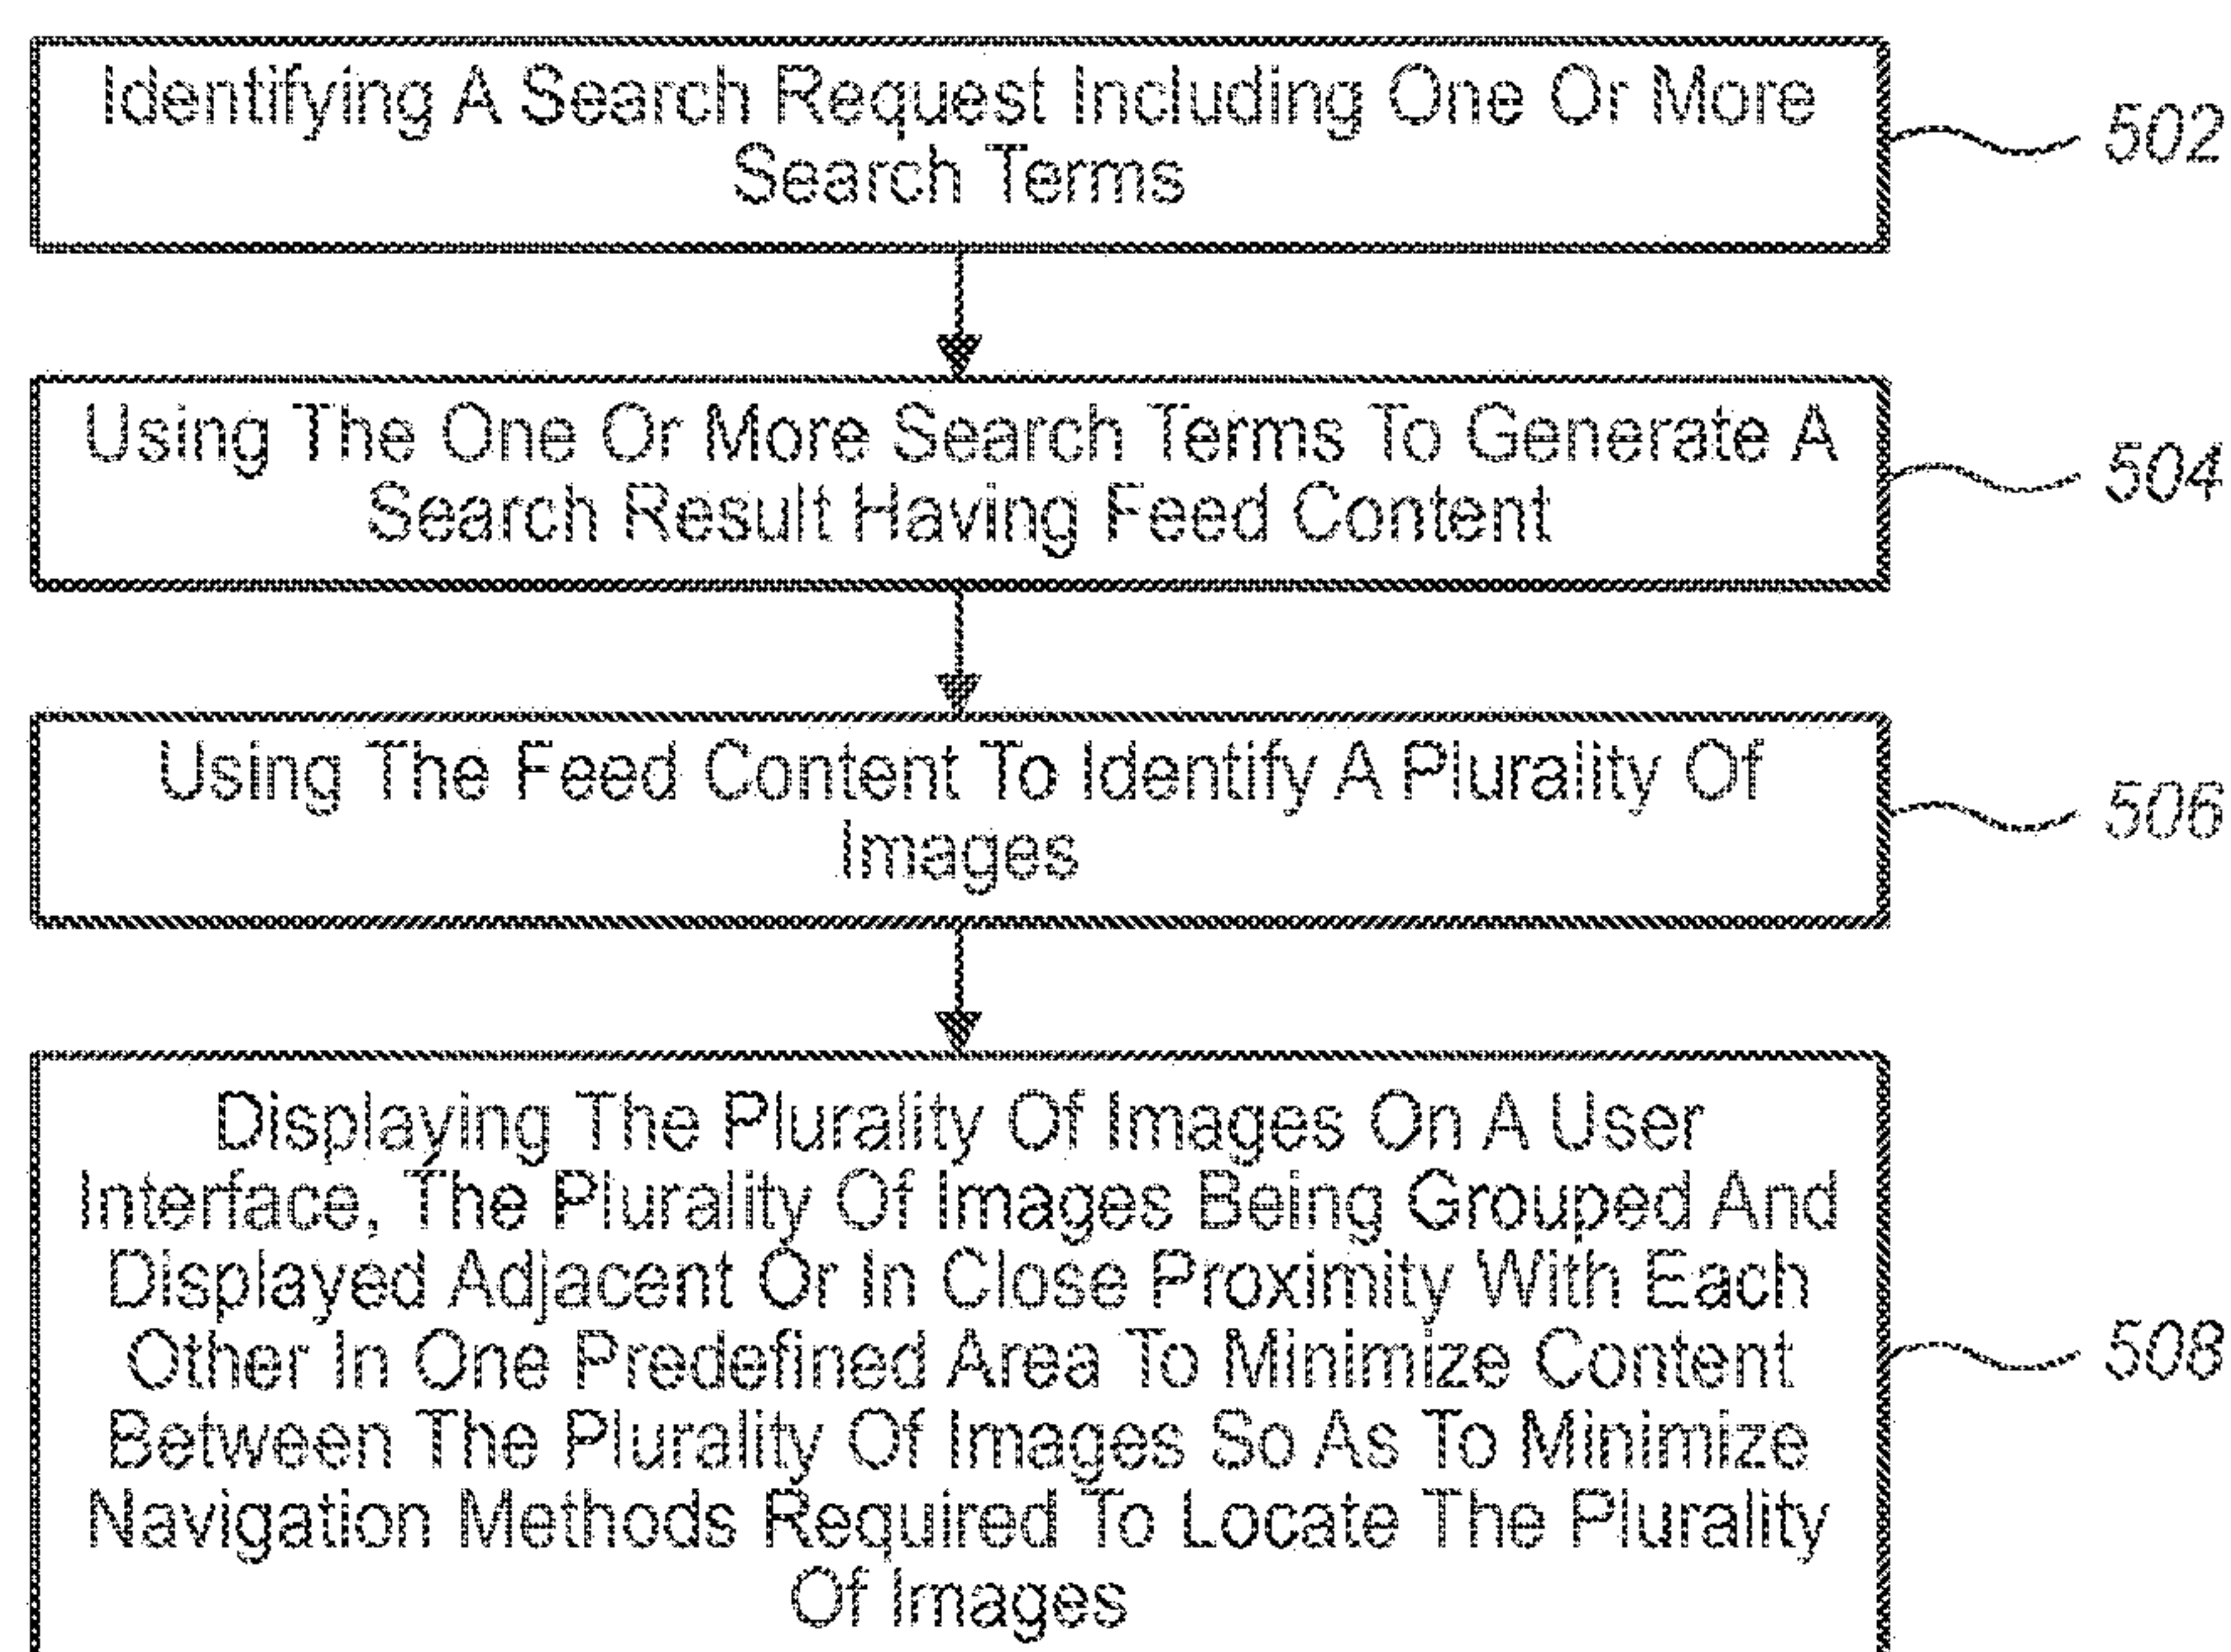 Identifying A Search Request Including One Or More
Search Terms
502
Using The One Or More Search Terms To Generate A
Search Result Having Feed Content
504
Using The Feed Content To Identify A Plurality Of
Images
506
Displaying The Plurality Of Images On A User
Interface, The Plurality Of Images Being Grouped And
Displayed Adjacent Or In Close Proximity With Each
Other In One Predefined Area To Minimize Content
Between The Plurality Of Images So As To Minimize
Navigation Methods Required To Locate The Plurality
Of Images
508